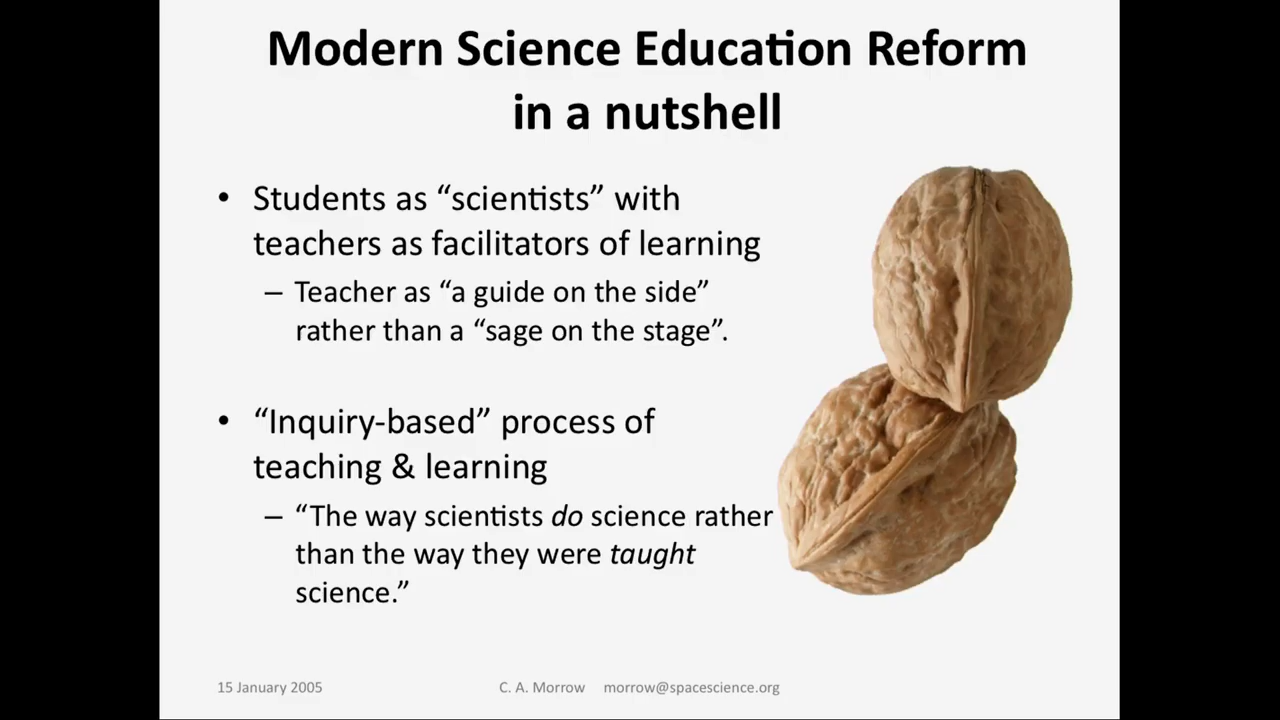 Modern Science Education Reform
in a nutshell
• Students as “scientists” with
teachers as facilitators of learning
– Teacher as “a guide on the side”
rather than a “sage on the stage”.
• “Inquiry-based” process of
teaching & learning
– “The way scientists do science rather
than the way they were taught
science.”
15 January 2005 C. A. Morrow morrow@spacescience.org